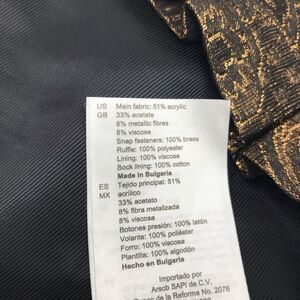 US Main fabric: 51% acrylic
GB 33% acetate
8% metallic fibres
8% viscose
Snap fasteners: 100% brass
Ruffle: 100% polyester
Lining: 100% viscose
Sock lining: 100% cotton
Made in Bulgaria
ES Tejido principal: 51%
MX acrílico
33% acetato
8% fibra metalizada
8% viscosa
Botones presión: 100% latón
Volante: 100% poliéster
Forro: 100% viscosa
Plantilla: 100% algodón
Hecho en Bulgaria
Importado por
Arsob SAPI de C.V.
de la Reforma No. 2076